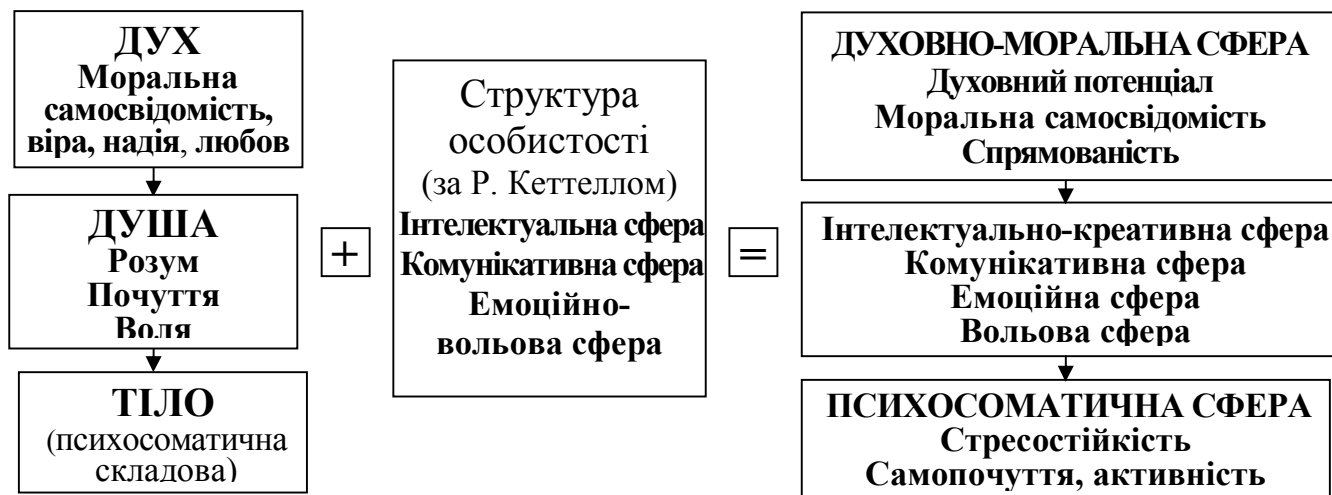 ДУХ
Моральна
самосвідомість,
віра, надія, любов
ДУША
Розум
Почуття
Воля
ТІЛО
(психосоматична
складова)
+
Структура
особистості
(за Р. Кеттеллом)
Інтелектуальна сфера
Комунікативна сфера
Емоційно-
вольова сфера
=
ДУХОВНО-МОРАЛЬНА СФЕРА
Духовний потенціал
Моральна самосвідомість
Спрямованість
Інтелектуально-креативна сфера
Комунікативна сфера
Емоційна сфера
Вольова сфера
ПСИХОСОМАТИЧНА СФЕРА
Стресостійкість
Самопочуття, активність